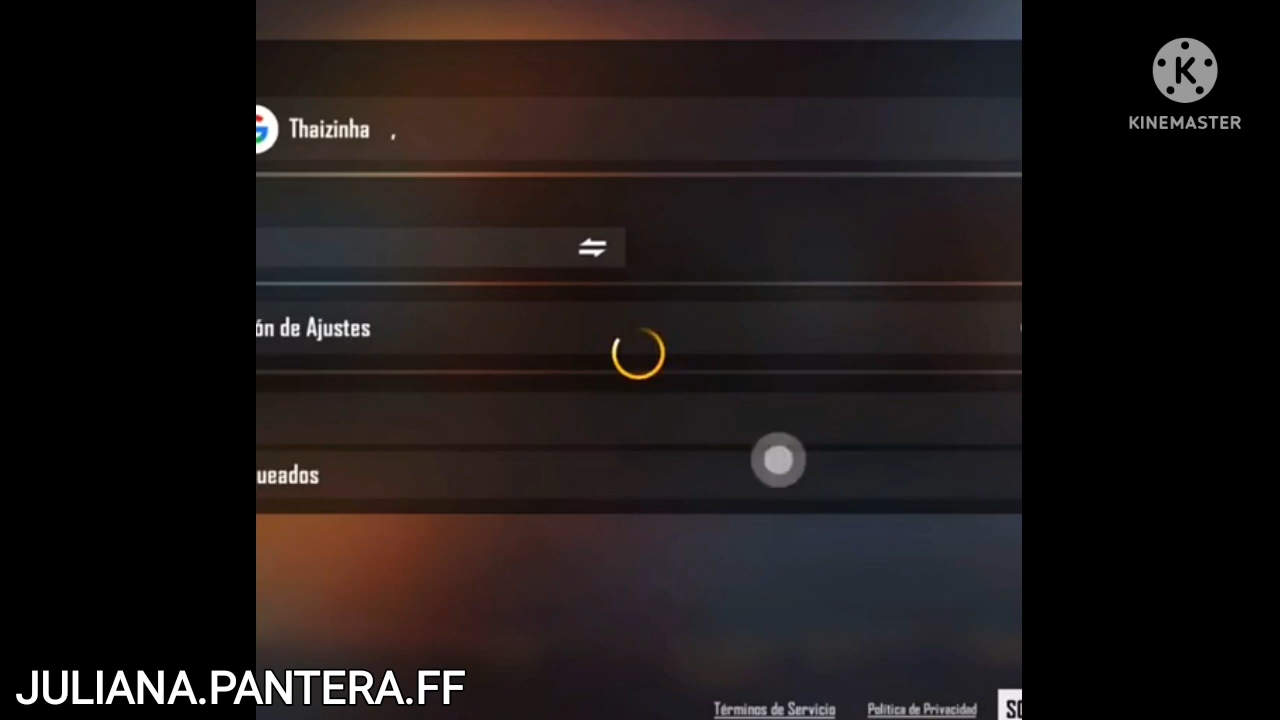 KINEMASTER
Thaizinha ,
ón de Ajustes
ueados
JULIANA.PANTERA.FF
Términos de Servicio
Política de Privacidad